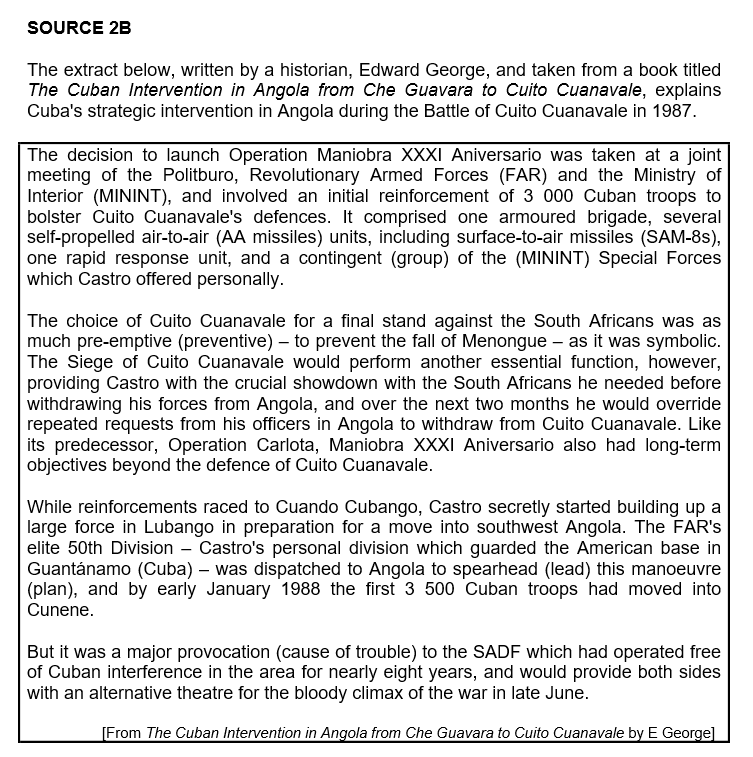 SOURCE 2B
The extract below, written by a historian, Edward George, and taken from a book titled
The Cuban Intervention in Angola from Che Guavara to Cuito Cuanavale, explains
Cuba's strategic intervention in Angola during the Battle of Cuito Cuanavale in 1987.
The decision to launch Operation Maniobra XXXI Aniversario was taken at a joint
meeting of the Politburo, Revolutionary Armed Forces (FAR) and the Ministry of
Interior (MININT), and involved an initial reinforcement of 3 000 Cuban troops to
bolster Cuito Cuanavale's defences. It comprised one armoured brigade, several
self-propelled air-to-air (AA missiles) units, including surface-to-air missiles (SAM-8s),
one rapid response unit, and a contingent (group) of the (MININT) Special Forces
which Castro offered personally.
The choice of Cuito Cuanavale for a final stand against the South Africans was as
much pre-emptive (preventive) – to prevent the fall of Menongue – as it was symbolic.
The Siege of Cuito Cuanavale would perform another essential function, however,
providing Castro with the crucial showdown with the South Africans he needed before
withdrawing his forces from Angola, and over the next two months he would override
repeated requests from his officers in Angola to withdraw from Cuito Cuanavale. Like
its predecessor, Operation Carlota, Maniobra XXXI Aniversario also had long-term
objectives beyond the defence of Cuito Cuanavale.
While reinforcements raced to Cuando Cubango, Castro secretly started building up a
large force in Lubango in preparation for a move into southwest Angola. The FAR's
elite 50th Division – Castro's personal division which guarded the American base in
Guantánamo (Cuba) – was dispatched to Angola to spearhead (lead) this manoeuvre
(plan), and by early January 1988 the first 3 500 Cuban troops had moved into
Cunene.
But it was a major provocation (cause of trouble) to the SADF which had operated free
of Cuban interference in the area for nearly eight years, and would provide both sides
with an alternative theatre for the bloody climax of the war in late June.
[From The Cuban Intervention in Angola from Che Guavara to Cuito Cuanavale by E George]